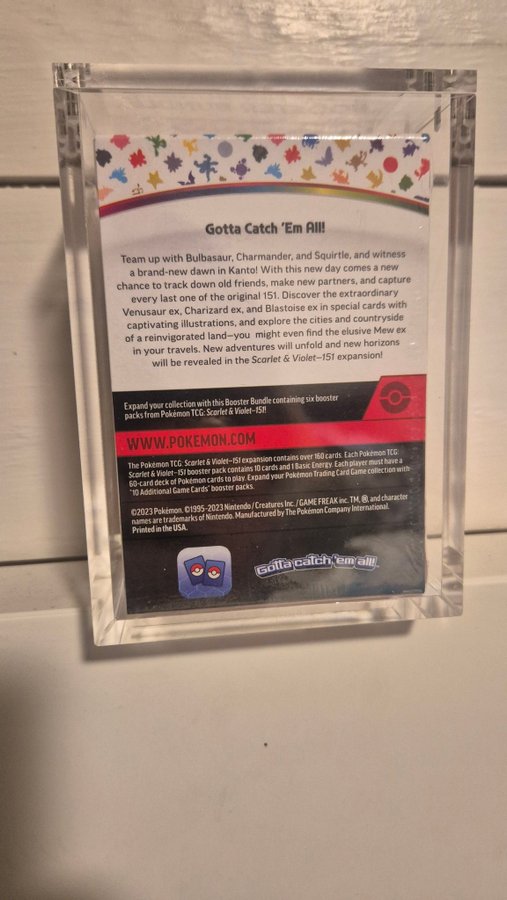 Gotta Catch 'Em All!
Team up with Bulbasaur, Charmander, and Squirtle, and witness
a brand-new dawn in Kanto! With this new day comes a new
chance to track down old friends, make new partners, and capture
every last one of the original 151. Discover the extraordinary
Venusaur ex, Charizard ex, and Blastoise ex in special cards with
captivating illustrations, and explore the cities and countryside
of a reinvigorated land—you might even find the elusive Mew ex
in your travels. New adventures will unfold and new horizons
will be revealed in the Scarlet & Violet—151 expansion!
Expand your collection with this Booster Bundle containing six booster
packs from Pokémon TCG: Scarlet & Violet—151!
WWW.POKEMON.COM
The Pokémon TCG: Scarlet & Violet—151 expansion contains over 160 cards. Each Pokémon TCG:
Scarlet & Violet—151 booster pack contains 10 cards and 1 Basic Energy. Each player must have a
60-card deck of Pokémon cards to play. Expand your Pokémon Trading Card Game collection with
"10 Additional Game Cards" booster packs.
©2023 Pokémon. ©1995-2023 Nintendo / Creatures Inc. / GAME FREAK inc. TM, ®, and character
names are trademarks of Nintendo. Manufactured by The Pokémon Company International.
Printed in the USA.
Gotta catch 'em all!